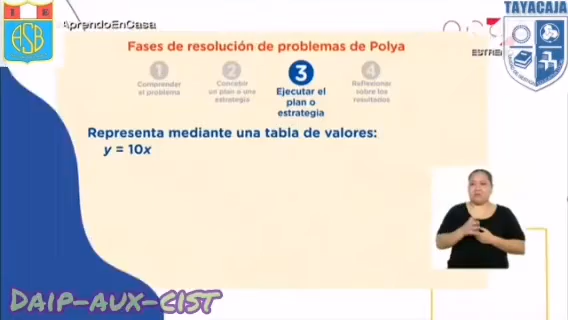 I E
ASB
#AprendoEnCasa
TAYACAJA
ESTRE
Fases de resolución de problemas de Polya
1
2
3
4
Comprender
el problema
Concebir
un plan o una
estrategia
Ejecutar el
plan o
estrategia
Reflexionar
sobre los
resultados
Representa mediante una tabla de valores:
y = 10x
DAIP-AUX-CIST